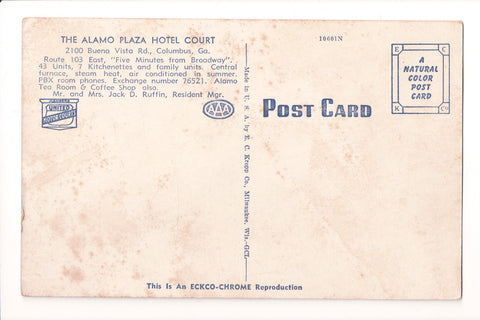 THE ALAMO PLAZA HOTEL COURT
2100 Buena Vista Rd., Columbus, Ga.
Route 103 East, "Five Minutes from Broadway".
43 Units, 7 Kitchenettes and family units. Central
furnace, steam heat, air conditioned in summer.
PBX room phones. Exchange number 76521. Alamo
Tea Room & Coffee Shop also.
Mr. and Mrs. Jack D. Ruffin, Resident Mgr.
UNITED
MOTOR COURTS
AAA
Made in U. S. A. by E. C. Kropp Co., Milwaukee, Wis.-GCL
16601N
POST CARD
E C
A
NATURAL
COLOR
POST
CARD
K Co
This Is An ECKCO-CHROME Reproduction